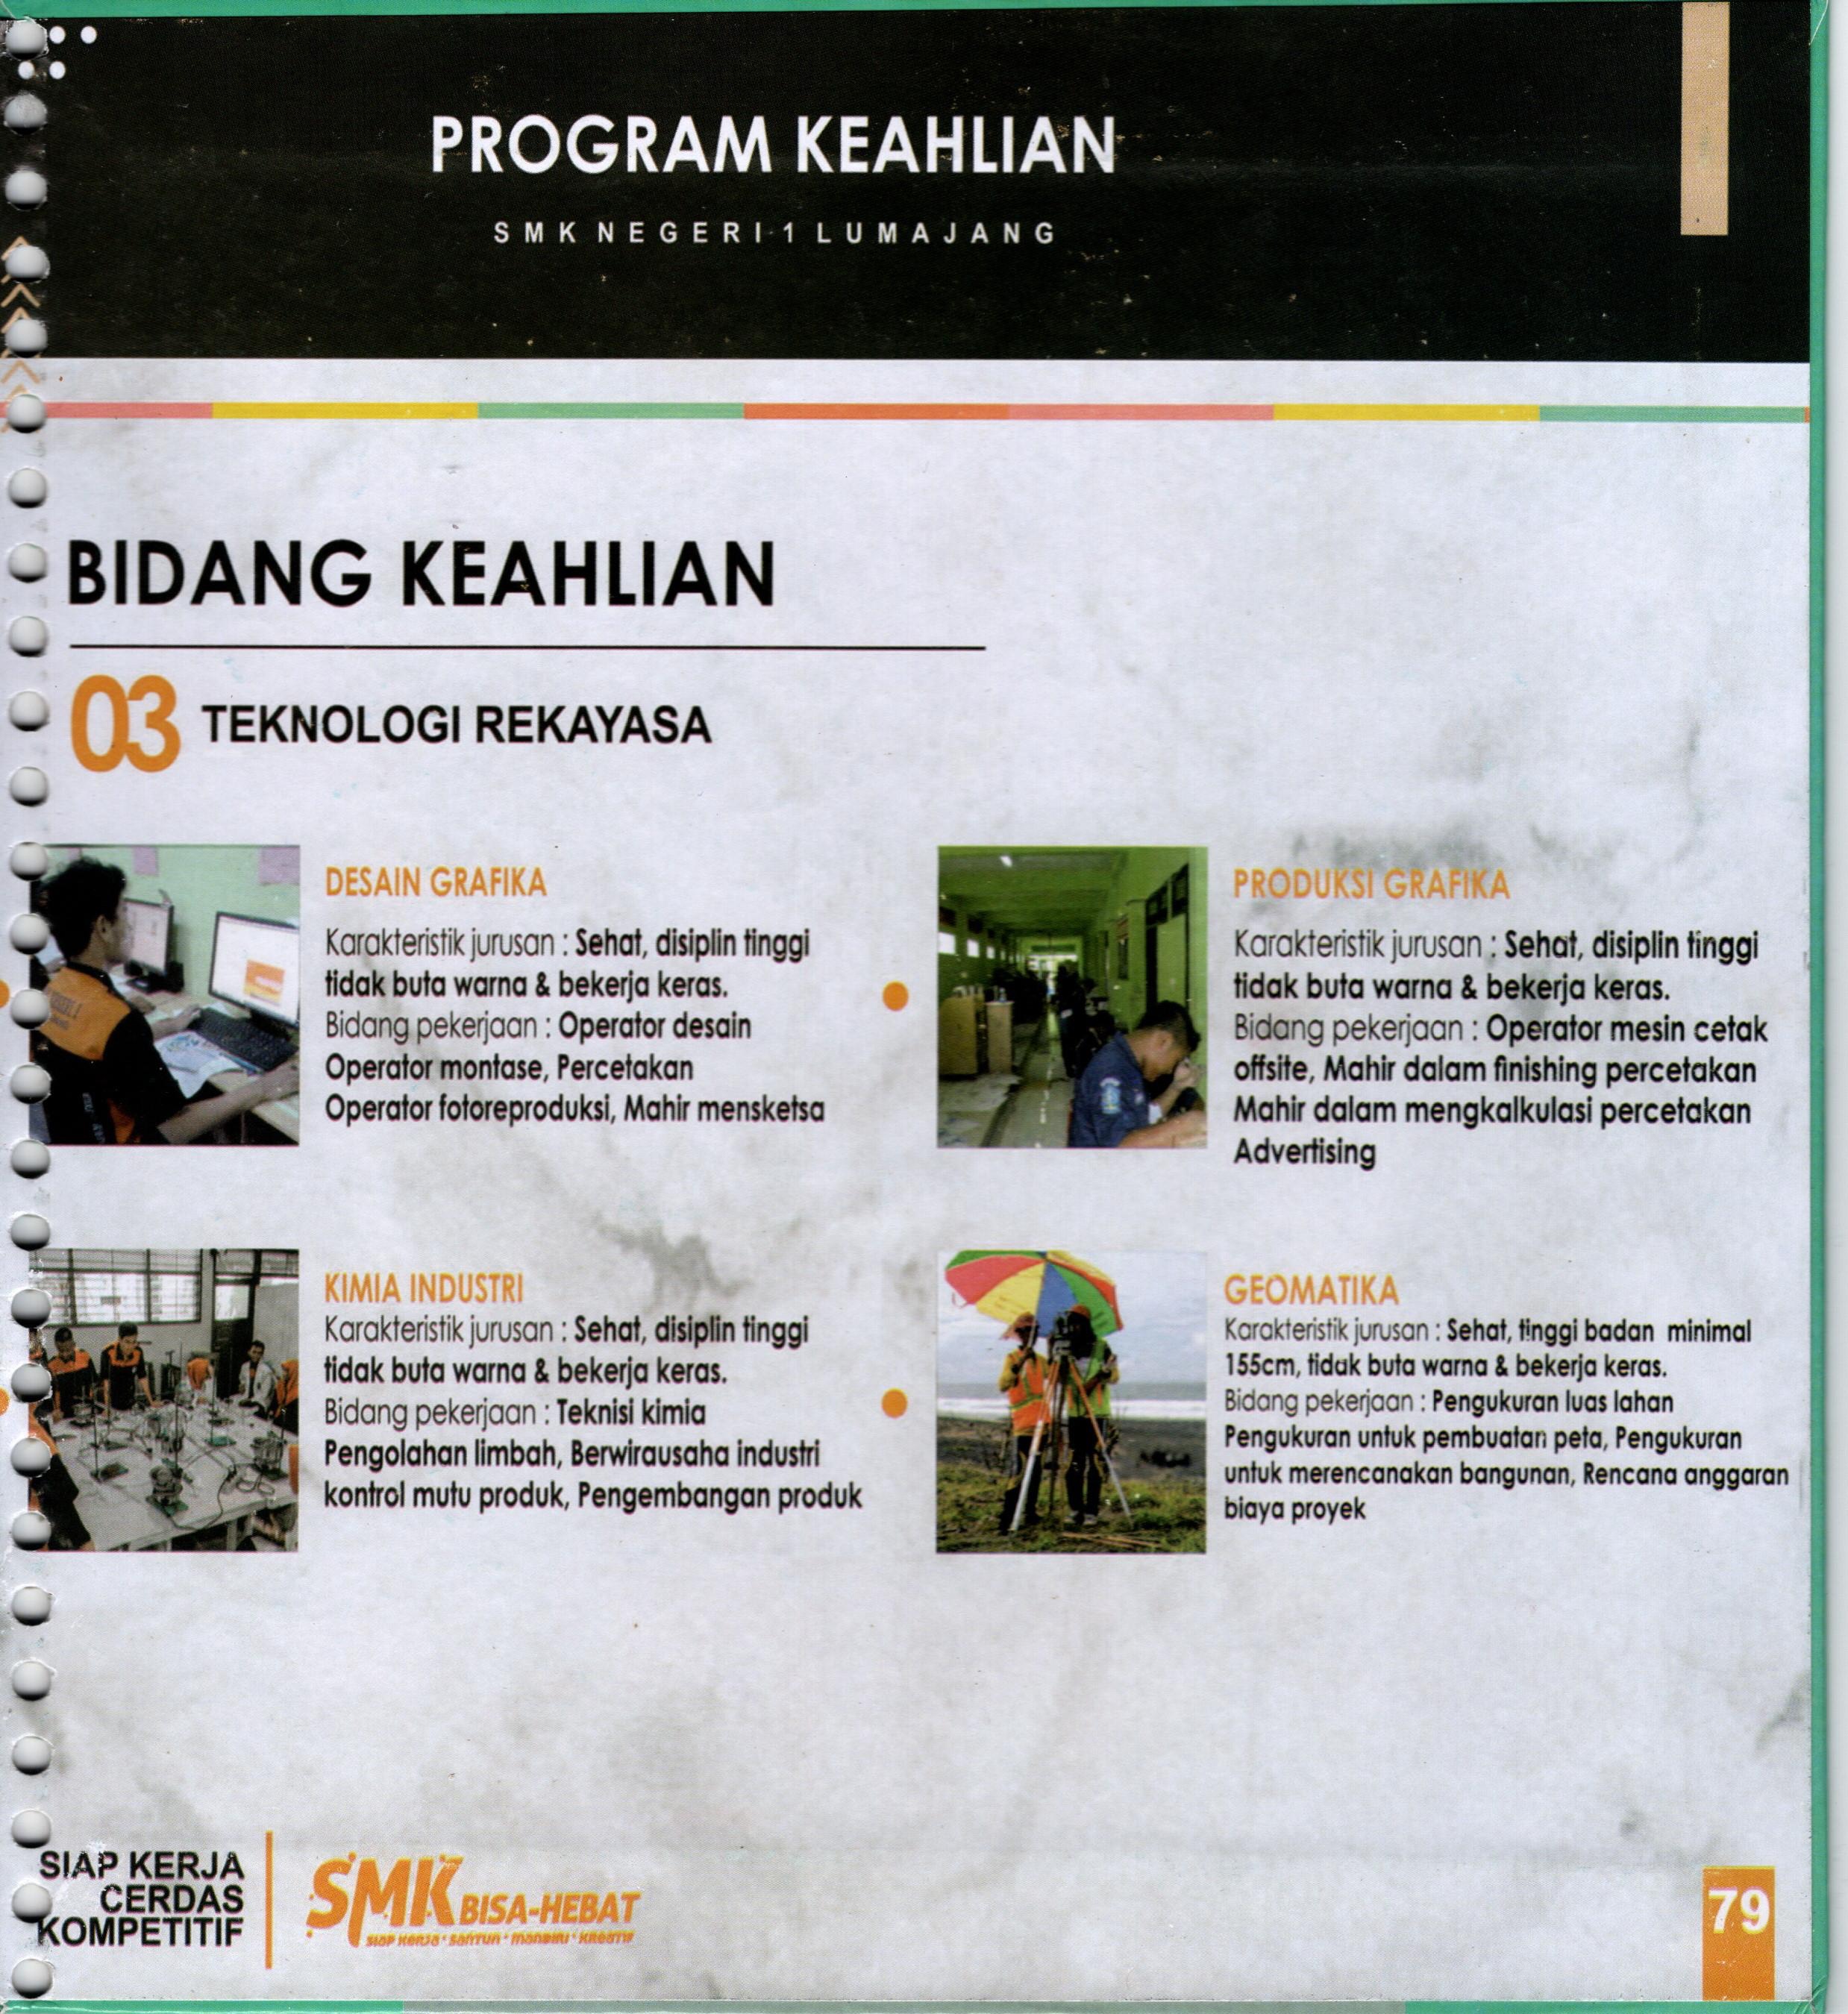 PROGRAM KEAHLIAN
SMK NEGERI 1 LUMAJANG
BIDANG KEAHLIAN
03 TEKNOLOGI REKAYASA
DESAIN GRAFIKA
Karakteristik jurusan : Sehat, disiplin tinggi
tidak buta warna & bekerja keras.
Bidang pekerjaan : Operator desain
Operator montase, Percetakan
Operator fotoreproduksi, Mahir mensketsa
PRODUKSI GRAFIKA
Karakteristik jurusan : Sehat, disiplin tinggi
tidak buta warna & bekerja keras.
Bidang pekerjaan : Operator mesin cetak
offsite, Mahir dalam finishing percetakan
Mahir dalam mengkalkulasi percetakan
Advertising
KIMIA INDUSTRI
Karakteristik jurusan : Sehat, disiplin tinggi
tidak buta warna & bekerja keras.
Bidang pekerjaan : Teknisi kimia
Pengolahan limbah, Berwirausaha industri
kontrol mutu produk, Pengembangan produk
GEOMATIKA
Karakteristik jurusan : Sehat, tinggi badan minimal
155cm, tidak buta warna & bekerja keras.
Bidang pekerjaan : Pengukuran luas lahan
Pengukuran untuk pembuatan peta, Pengukuran
untuk merencanakan bangunan, Rencana anggaran
biaya proyek
SIAP KERJA
CERDAS
KOMPETITIF
SMK BISA-HEBAT
SIAP KERJA * SANTUN * MANDIRI * KREATIF
79